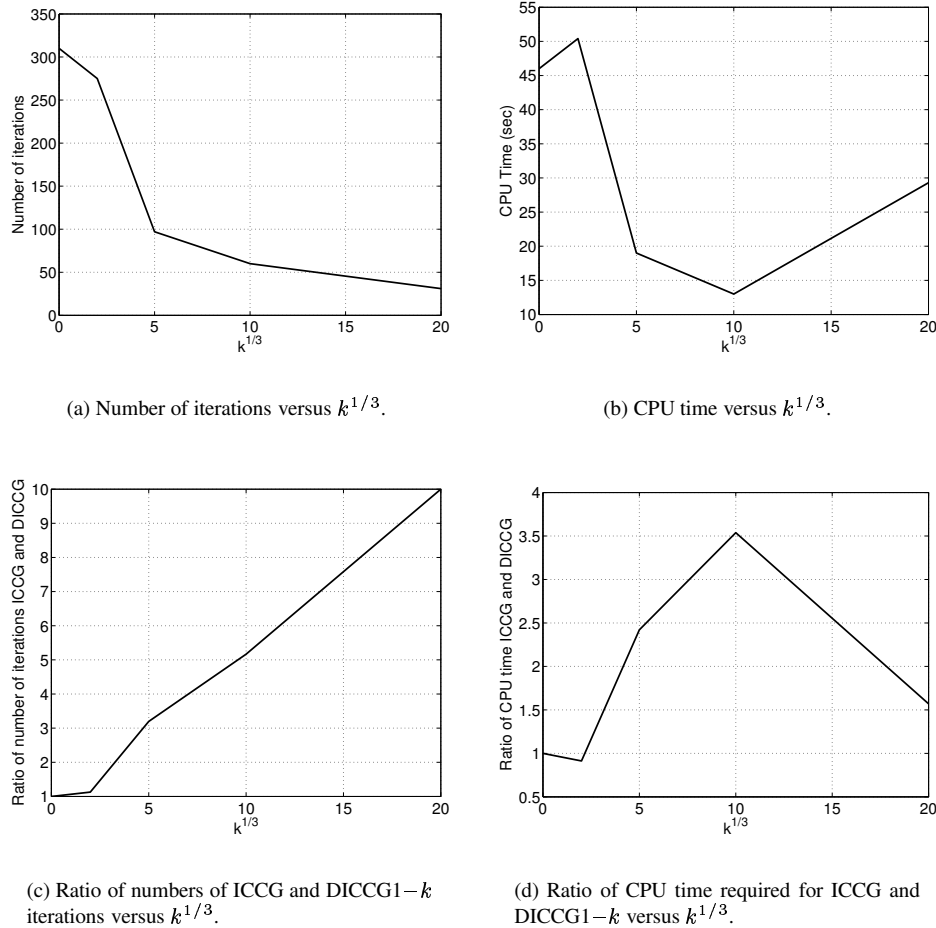 350
300
250
200
150
100
50
0
0 5 10 15 20
Number of iterations
k^{1/3}
(a) Number of iterations versus k^{1/3}.
55
50
45
40
35
30
25
20
15
10
0 5 10 15 20
CPU Time (sec)
k^{1/3}
(b) CPU time versus k^{1/3}.
10
9
8
7
6
5
4
3
2
1
0 5 10 15 20
Ratio of number of iterations ICCG and DICCG
k^{1/3}
(c) Ratio of numbers of ICCG and DICCG1−k
iterations versus k^{1/3}.
4
3.5
3
2.5
2
1.5
1
0.5
0 5 10 15 20
Ratio of CPU time ICCG and DICCG
k^{1/3}
(d) Ratio of CPU time required for ICCG and
DICCG1−k versus k^{1/3}.